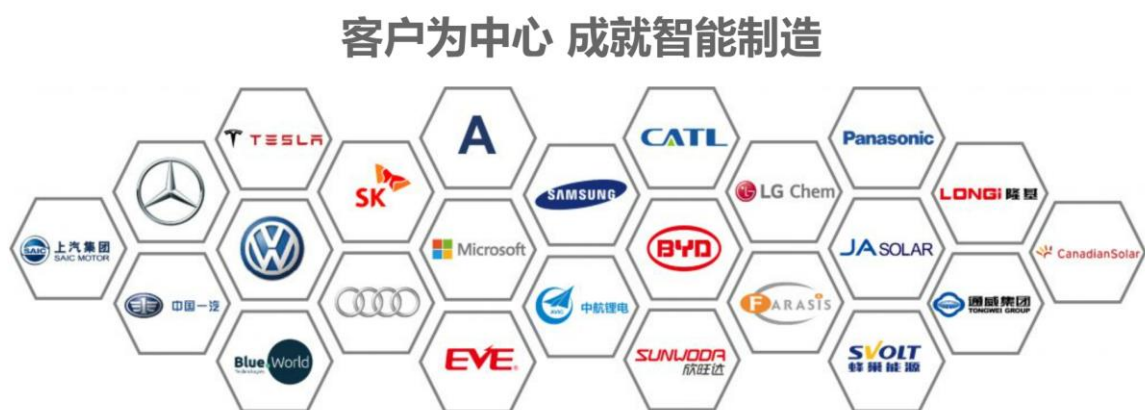 客户为中心 成就智能制造
TESLA
A
CATL
Panasonic
SK
SAMSUNG
LG Chem
LONGi 隆基
SAIC
上汽集团
SAIC MOTOR
Microsoft
BYD
JA SOLAR
CanadianSolar
中国一汽
AVIC
中航锂电
FARASIS
通威集团
TONGWEI GROUP
Blue World
Technologies
EVE
SUNWODA
欣旺达
SVOLT
蜂巢能源